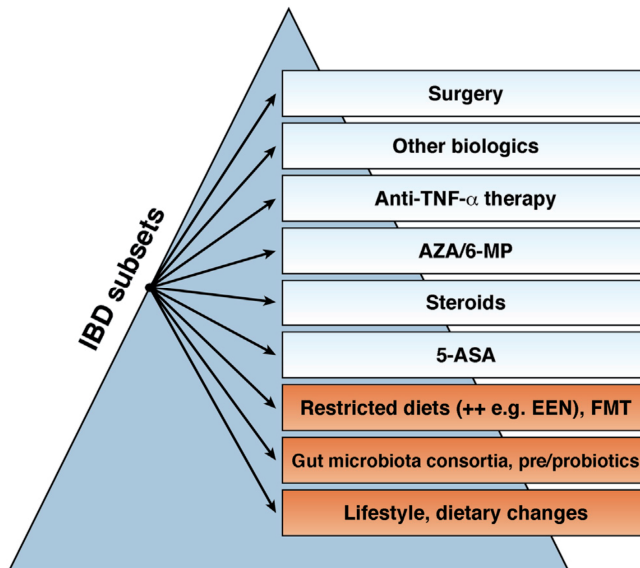 IBD subsets
Surgery
Other biologics
Anti-TNF-α therapy
AZA/6-MP
Steroids
5-ASA
Restricted diets (++ e.g. EEN), FMT
Gut microbiota consortia, pre/probiotics
Lifestyle, dietary changes